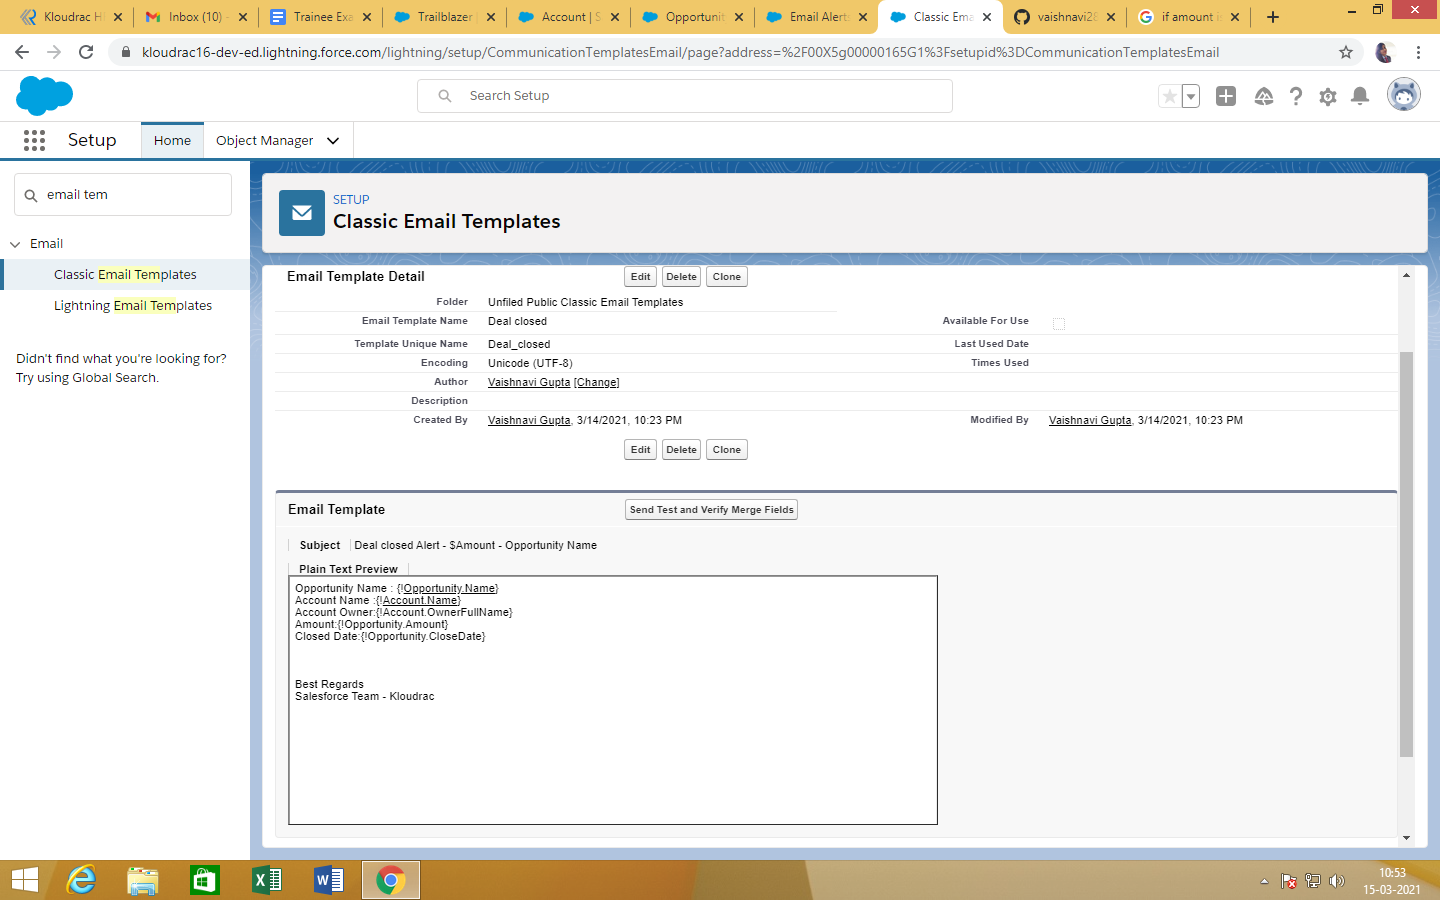 Kloudrac H
Inbox (10) -
Trainee Exa
Trailblazer
Account | S
Opportunit
Email Alert
Classic Ema
vaishnavi28
if amount i
kloudrac16-dev-ed.lightning.force.com/lightning/setup/CommunicationTemplatesEmail/page?address=%2F00X5g00000165G1%3Fsetupid%3DCommunicationTemplatesEmail
Search Setup
Setup
Home
Object Manager
email tem
Email
Classic Email Templates
Lightning Email Templates
Didn't find what you're looking for?
Try using Global Search.
SETUP
Classic Email Templates
Email Template Detail
Edit Delete Clone
Folder Unfiled Public Classic Email Templates
Email Template Name Deal closed Available For Use
Template Unique Name Deal_closed Last Used Date
Encoding Unicode (UTF-8) Times Used
Author Vaishnavi Gupta [Change]
Description
Created By Vaishnavi Gupta, 3/14/2021, 10:23 PM Modified By Vaishnavi Gupta, 3/14/2021, 10:23 PM
Edit Delete Clone
Email Template Send Test and Verify Merge Fields
Subject Deal closed Alert - $Amount - Opportunity Name
Plain Text Preview
Opportunity Name : {!Opportunity.Name}
Account Name :{!Account.Name}
Account Owner:{!Account.OwnerFullName}
Amount:{!Opportunity.Amount}
Closed Date:{!Opportunity.CloseDate}
Best Regards
Salesforce Team - Kloudrac
10:53
15-03-2021